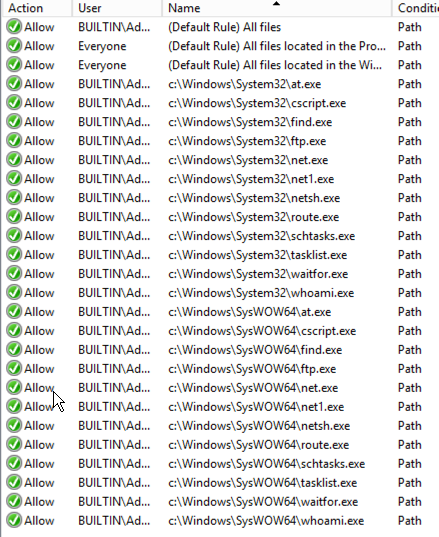 Action User Name Conditi
Allow BUILTIN\Ad... (Default Rule) All files Path
Allow Everyone (Default Rule) All files located in the Pro... Path
Allow Everyone (Default Rule) All files located in the Wi... Path
Allow BUILTIN\Ad... c:\Windows\System32\at.exe Path
Allow BUILTIN\Ad... c:\Windows\System32\cscript.exe Path
Allow BUILTIN\Ad... c:\Windows\System32\find.exe Path
Allow BUILTIN\Ad... c:\Windows\System32\ftp.exe Path
Allow BUILTIN\Ad... c:\Windows\System32\net.exe Path
Allow BUILTIN\Ad... c:\Windows\System32\net1.exe Path
Allow BUILTIN\Ad... c:\Windows\System32\netsh.exe Path
Allow BUILTIN\Ad... c:\Windows\System32\route.exe Path
Allow BUILTIN\Ad... c:\Windows\System32\schtasks.exe Path
Allow BUILTIN\Ad... c:\Windows\System32\tasklist.exe Path
Allow BUILTIN\Ad... c:\Windows\System32\waitfor.exe Path
Allow BUILTIN\Ad... c:\Windows\System32\whoami.exe Path
Allow BUILTIN\Ad... c:\Windows\SysWOW64\at.exe Path
Allow BUILTIN\Ad... c:\Windows\SysWOW64\cscript.exe Path
Allow BUILTIN\Ad... c:\Windows\SysWOW64\find.exe Path
Allow BUILTIN\Ad... c:\Windows\SysWOW64\ftp.exe Path
Allow BUILTIN\Ad... c:\Windows\SysWOW64\net.exe Path
Allow BUILTIN\Ad... c:\Windows\SysWOW64\net1.exe Path
Allow BUILTIN\Ad... c:\Windows\SysWOW64\netsh.exe Path
Allow BUILTIN\Ad... c:\Windows\SysWOW64\route.exe Path
Allow BUILTIN\Ad... c:\Windows\SysWOW64\schtasks.exe Path
Allow BUILTIN\Ad... c:\Windows\SysWOW64\tasklist.exe Path
Allow BUILTIN\Ad... c:\Windows\SysWOW64\waitfor.exe Path
Allow BUILTIN\Ad... c:\Windows\SysWOW64\whoami.exe Path